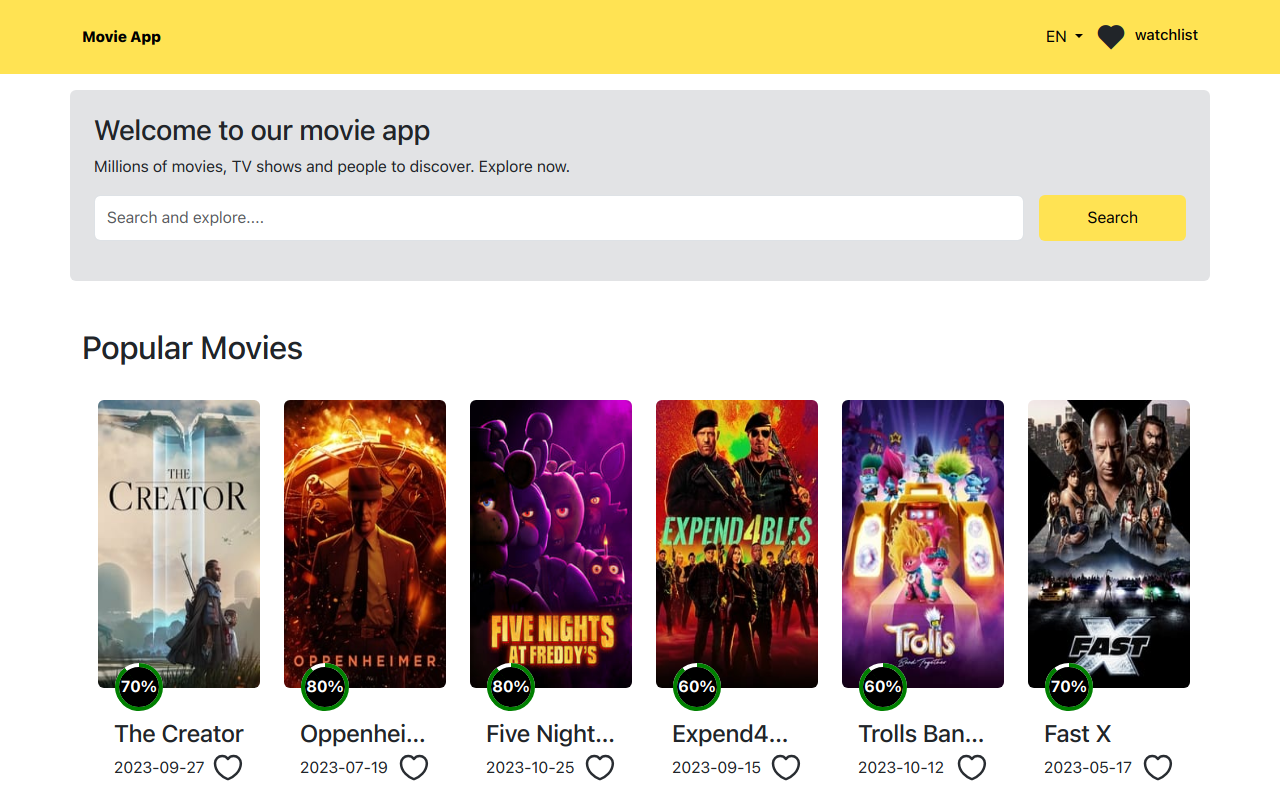 Movie App
EN
watchlist
Welcome to our movie app
Millions of movies, TV shows and people to discover. Explore now.
Search and explore....
Search
Popular Movies
THE
CREATOR
OPPENHEIMER
FIVE NIGHTS
AT FREDDY'S
EXPEND4BLES
Trolls
Band Together
FAST X
70%
80%
80%
60%
60%
70%
The Creator
Oppenhei...
Five Night...
Expend4...
Trolls Ban...
Fast X
2023-09-27
2023-07-19
2023-10-25
2023-09-15
2023-10-12
2023-05-17